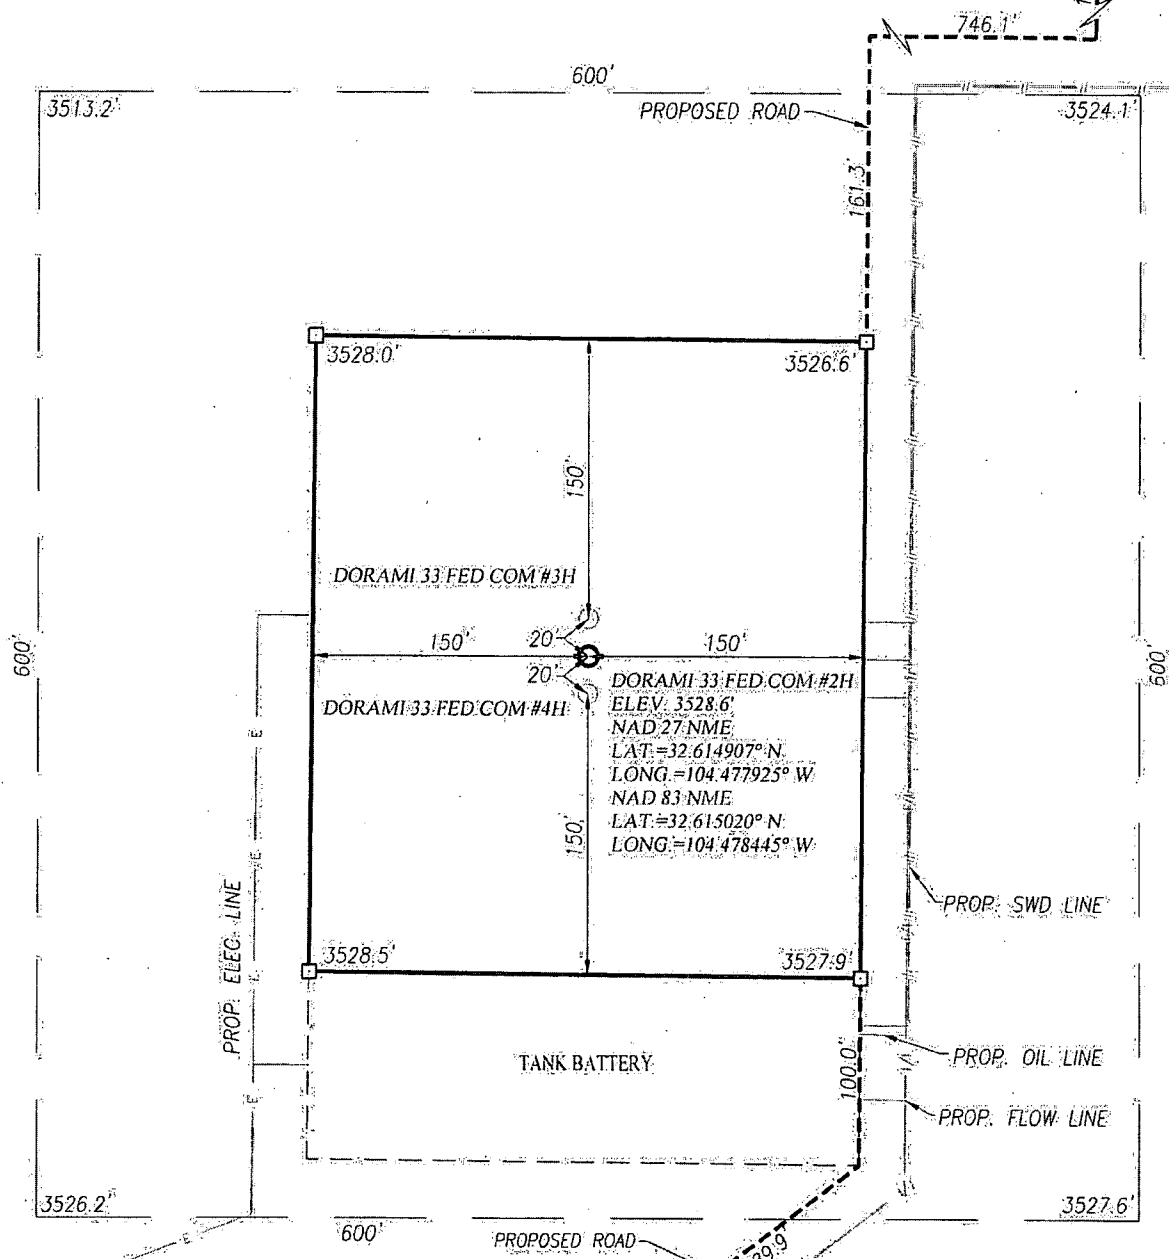 746.1'
600'
3513.2'
PROPOSED ROAD
3524.1'
161.3'
3528.0'
3526.6'
150'
DORAMI 33 FED COM #3H
20'
150'
150'
20'
600'
600'
DORAMI 33 FED COM #4H
DORAMI 33 FED COM #2H
ELEV. 3528.6'
NAD 27 NME
LAT.=32.614907° N
LONG.=104.477925° W
NAD 83 NME
LAT.=32.615020° N
LONG.=104.478445° W
E
150'
E
PROP. ELEC. LINE
PROP. SWD LINE
3528.5'
3527.9'
E
TANK BATTERY
100.0'
PROP. OIL LINE
E
PROP. FLOW LINE
3526.2'
3527.6'
600'
E
PROPOSED ROAD